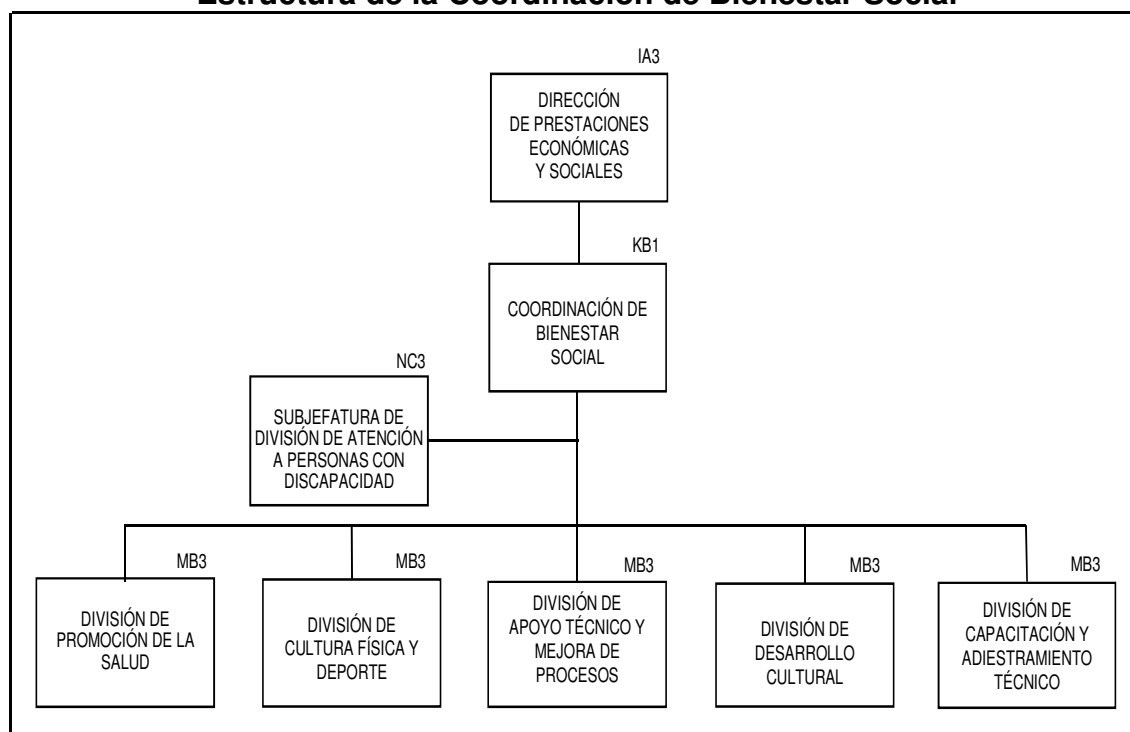 Estructura de la Coordinación de Bienestar Social
IA3
DIRECCIÓN
DE PRESTACIONES
ECONÓMICAS
Y SOCIALES
KB1
COORDINACIÓN DE
BIENESTAR
SOCIAL
NC3
SUBJEFATURA DE
DIVISIÓN DE ATENCIÓN
A PERSONAS CON
DISCAPACIDAD
MB3
DIVISIÓN DE
PROMOCIÓN DE LA
SALUD
MB3
DIVISIÓN DE
CULTURA FÍSICA Y
DEPORTE
MB3
DIVISIÓN DE
APOYO TÉCNICO Y
MEJORA DE
PROCESOS
MB3
DIVISIÓN DE
DESARROLLO
CULTURAL
MB3
DIVISIÓN DE
CAPACITACIÓN Y
ADIESTRAMIENTO
TÉCNICO